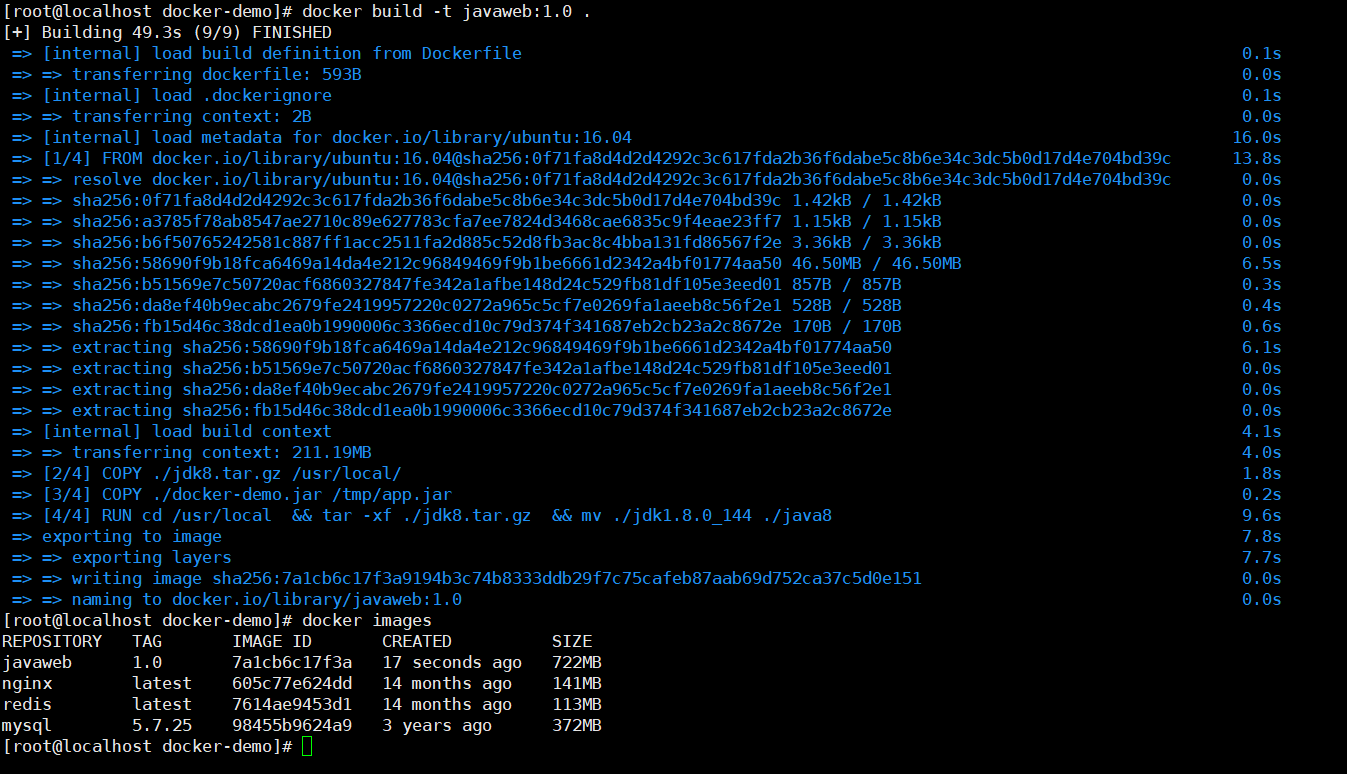 [root@localhost docker-demo]# docker build -t javaweb:1.0 .
[+] Building 49.3s (9/9) FINISHED
=> [internal] load build definition from Dockerfile 0.1s
=> => transferring dockerfile: 593B 0.0s
=> [internal] load .dockerignore 0.1s
=> => transferring context: 2B 0.0s
=> [internal] load metadata for docker.io/library/ubuntu:16.04 16.0s
=> [1/4] FROM docker.io/library/ubuntu:16.04@sha256:0f71fa8d4d2d4292c3c617fda2b36f6dabe5c8b6e34c3dc5b0d17d4e704bd39c 13.8s
=> => resolve docker.io/library/ubuntu:16.04@sha256:0f71fa8d4d2d4292c3c617fda2b36f6dabe5c8b6e34c3dc5b0d17d4e704bd39c 0.0s
=> => sha256:0f71fa8d4d2d4292c3c617fda2b36f6dabe5c8b6e34c3dc5b0d17d4e704bd39c 1.42kB / 1.42kB 0.0s
=> => sha256:a3785f78ab8547ae2710c89e627783cfa7ee7824d3468cae6835c9f4eae23ff7 1.15kB / 1.15kB 0.0s
=> => sha256:b6f50765242581c887ff1acc2511fa2d885c52d8fb3ac8c4bba131fd86567f2e 3.36kB / 3.36kB 0.0s
=> => sha256:58690f9b18fca6469a14da4e212c96849469f9b1be6661d2342a4bf01774aa50 46.50MB / 46.50MB 6.5s
=> => sha256:b51569e7c50720acf6860327847fe342a1afbe148d24c529fb81df105e3eed01 857B / 857B 0.3s
=> => sha256:da8ef40b9ecabc2679fe2419957220c0272a965c5cf7e0269fa1aeeb8c56f2e1 528B / 528B 0.4s
=> => sha256:fb15d46c38dcd1ea0b1990006c3366ecd10c79d374f341687eb2cb23a2c8672e 170B / 170B 0.6s
=> => extracting sha256:58690f9b18fca6469a14da4e212c96849469f9b1be6661d2342a4bf01774aa50 6.1s
=> => extracting sha256:b51569e7c50720acf6860327847fe342a1afbe148d24c529fb81df105e3eed01 0.0s
=> => extracting sha256:da8ef40b9ecabc2679fe2419957220c0272a965c5cf7e0269fa1aeeb8c56f2e1 0.0s
=> => extracting sha256:fb15d46c38dcd1ea0b1990006c3366ecd10c79d374f341687eb2cb23a2c8672e 0.0s
=> [internal] load build context 4.1s
=> => transferring context: 211.19MB 4.0s
=> [2/4] COPY ./jdk8.tar.gz /usr/local/ 1.8s
=> [3/4] COPY ./docker-demo.jar /tmp/app.jar 0.2s
=> [4/4] RUN cd /usr/local  && tar -xf ./jdk8.tar.gz  && mv ./jdk1.8.0_144 ./java8 9.6s
=> exporting to image 7.8s
=> => exporting layers 7.7s
=> => writing image sha256:7a1cb6c17f3a9194b3c74b8333ddb29f7c75cafeb87aab69d752ca37c5d0e151 0.0s
=> => naming to docker.io/library/javaweb:1.0 0.0s
[root@localhost docker-demo]# docker images
REPOSITORY TAG IMAGE ID CREATED SIZE
javaweb 1.0 7a1cb6c17f3a 17 seconds ago 722MB
nginx latest 605c77e624dd 14 months ago 141MB
redis latest 7614ae9453d1 14 months ago 113MB
mysql 5.7.25 98455b9624a9 3 years ago 372MB
[root@localhost docker-demo]#